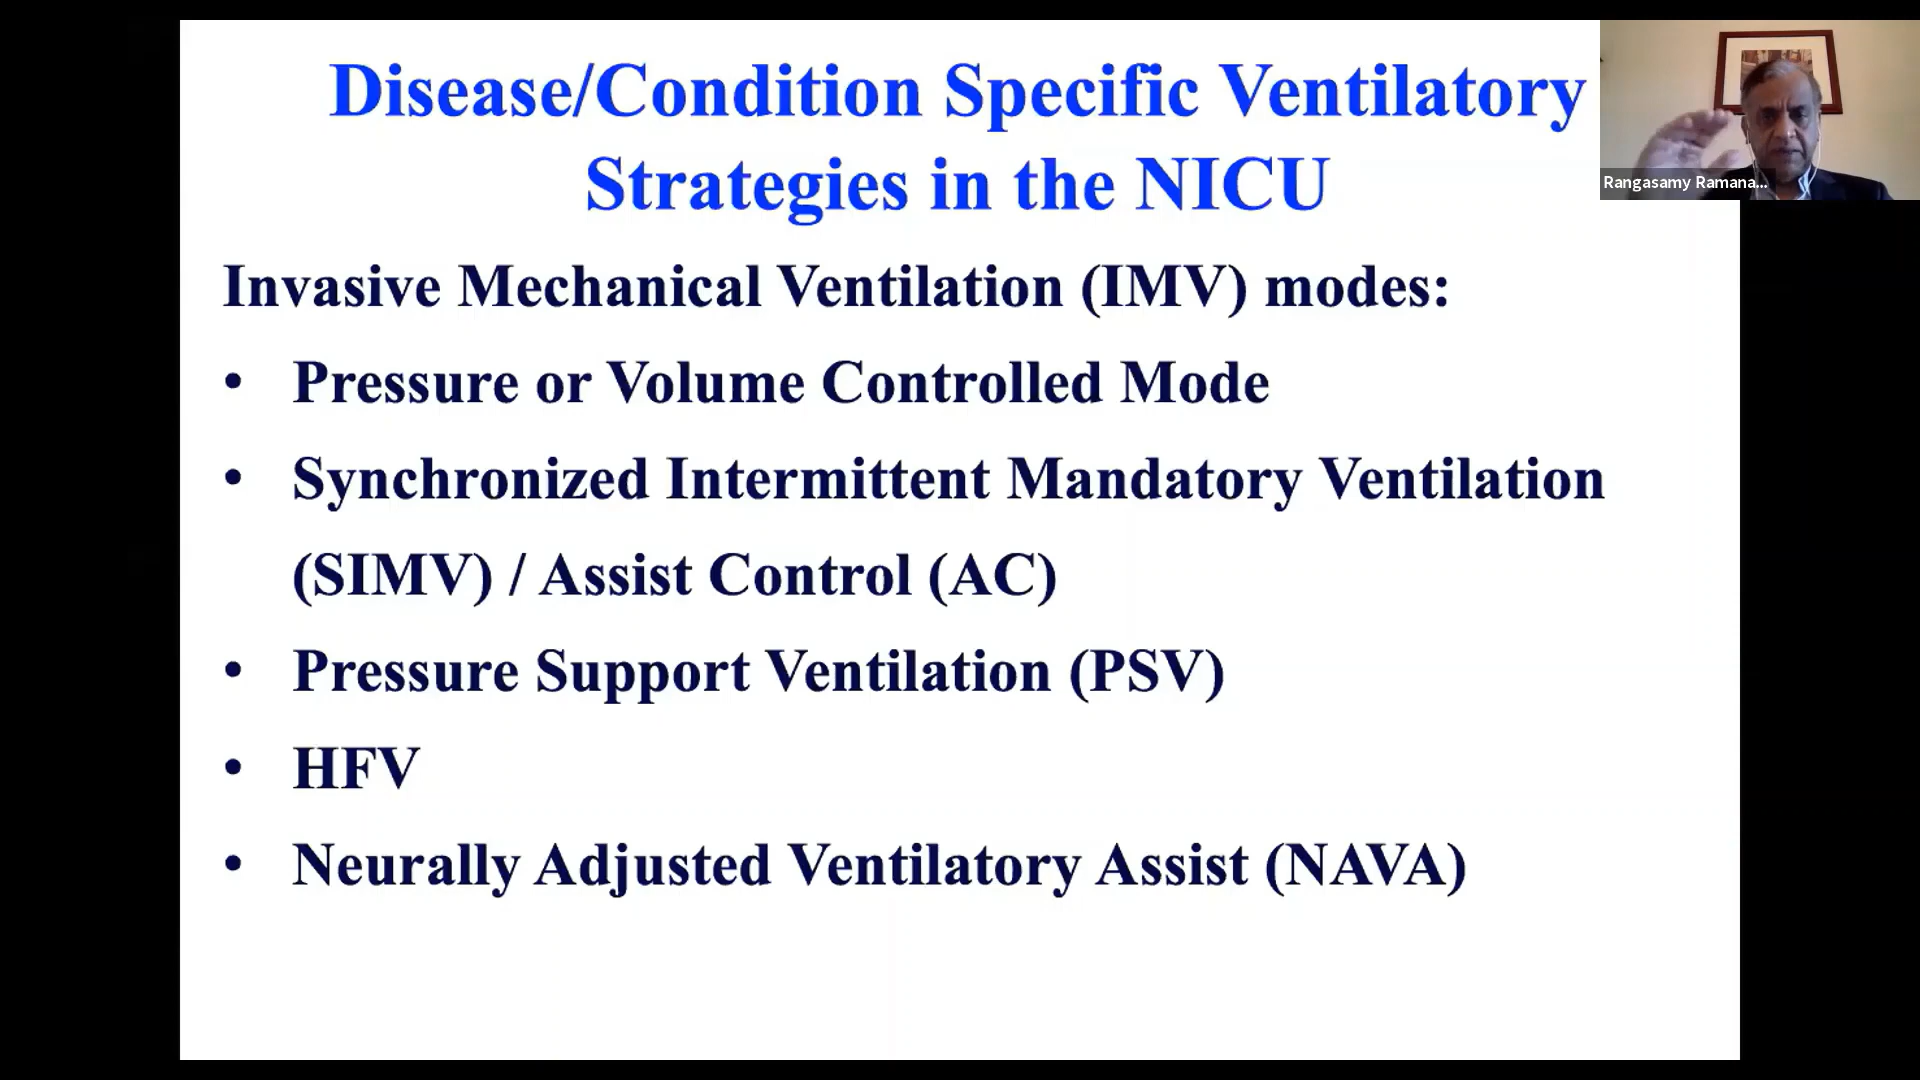 Disease/Condition Specific Ventilatory
Strategies in the NICU
Rangasamy Ramana...
Invasive Mechanical Ventilation (IMV) modes:
• Pressure or Volume Controlled Mode
• Synchronized Intermittent Mandatory Ventilation
(SIMV) / Assist Control (AC)
• Pressure Support Ventilation (PSV)
• HFV
• Neurally Adjusted Ventilatory Assist (NAVA)